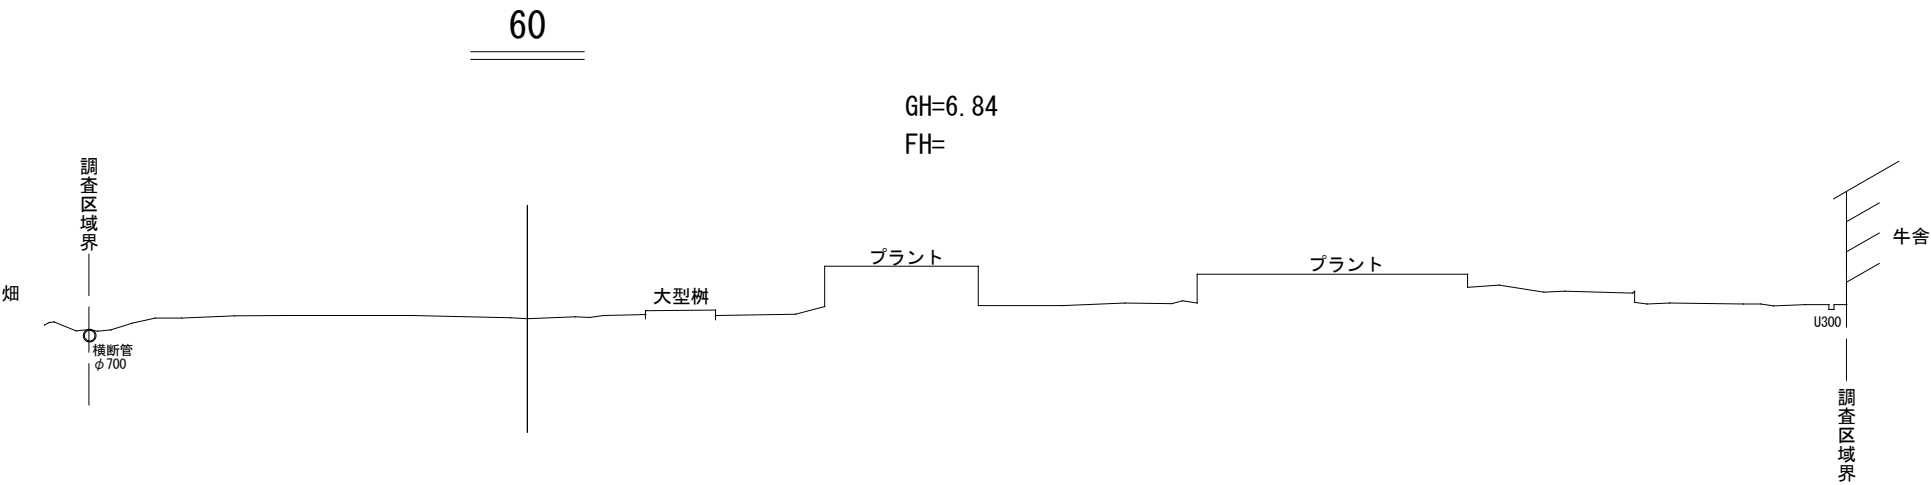 60
GH=6.84
FH=
調査区域界
畑
横断管
φ700
大型桝
プラント
プラント
牛舎
U300
調査区域界